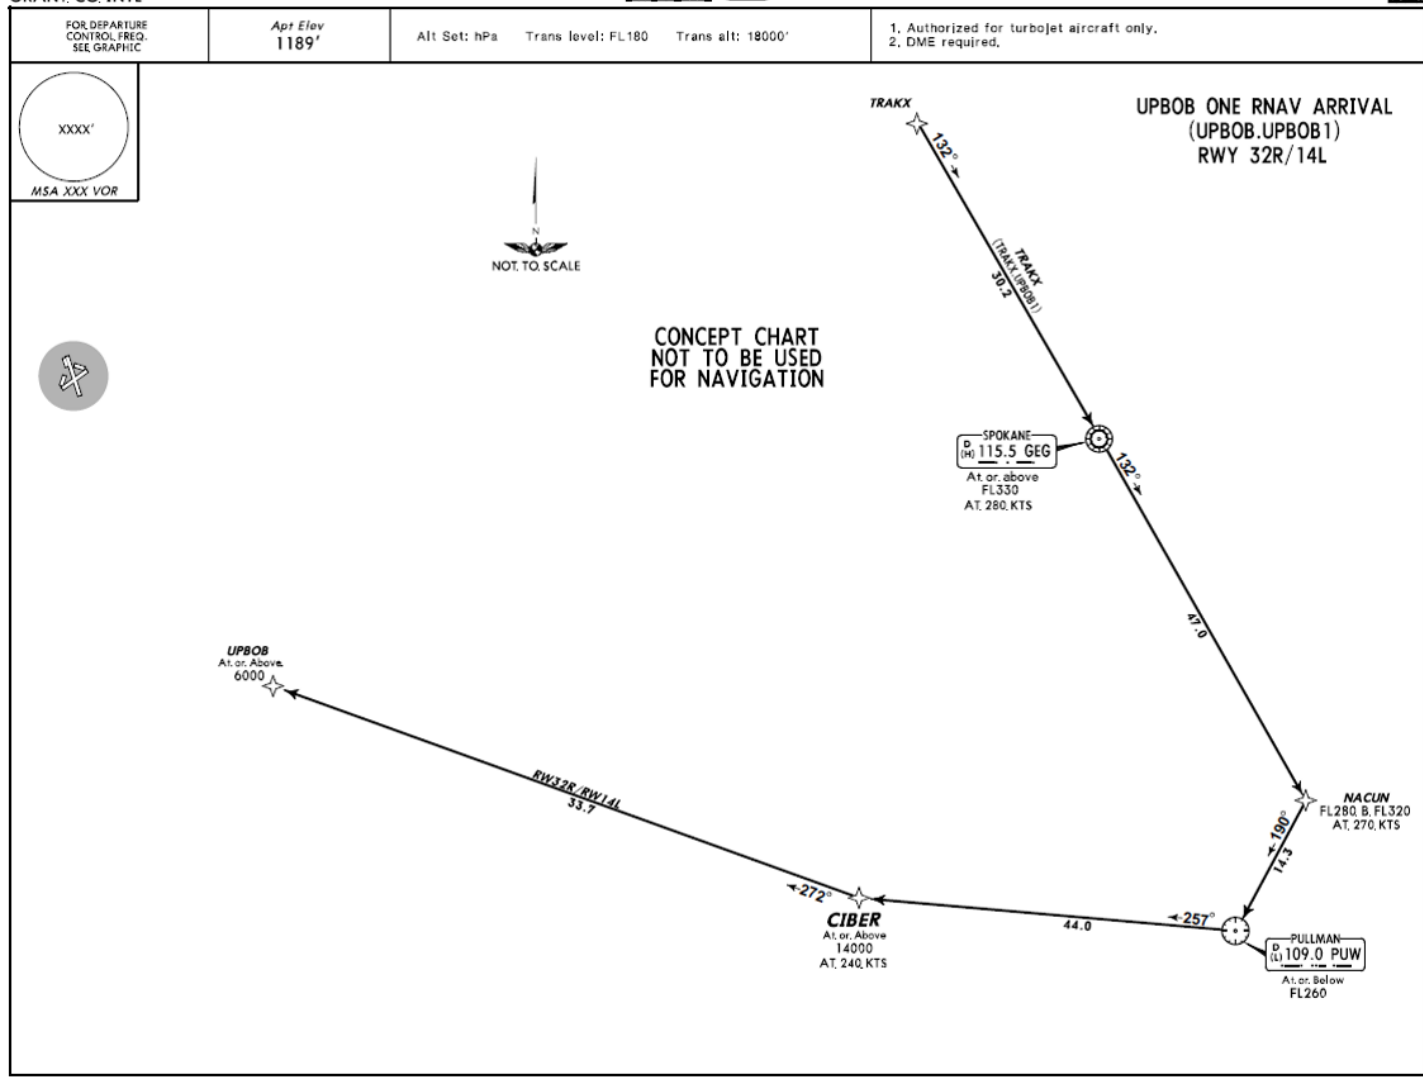 GRANT. CO. INTL
FOR DEPARTURE
CONTROL FREQ.
SEE GRAPHIC
Apt Elev
1189'
Alt Set: hPa Trans level: FL180 Trans alt: 18000'
1. Authorized for turbojet aircraft only.
2. DME required.
XXXX'
MSA XXX VOR
TRAKX
UPBOB ONE RNAV ARRIVAL
(UPBOB.UPBOB1)
RWY 32R/14L
132°
N
NOT TO SCALE
TRAKX
(TRAKX.UPBOB1)
30.2
CONCEPT CHART
NOT TO BE USED
FOR NAVIGATION
SPOKANE
D
(H) 115.5 GEG
At or above
FL330
AT 280 KTS
132°
47.0
UPBOB
At or Above
6000
RW32R/RW14L
33.7
NACUN
FL280 B FL320
AT 270 KTS
190°
14.3
272°
CIBER
At or Above
14000
AT 240 KTS
44.0
257°
PULLMAN
D
(L) 109.0 PUW
At or Below
FL260